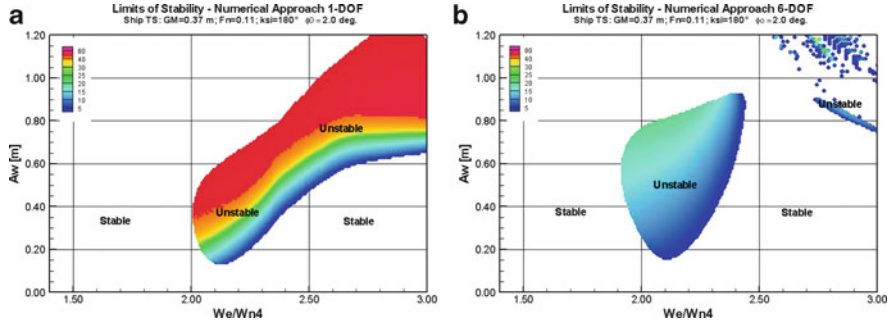 a
Limits of Stability - Numerical Approach 1-DOF
Ship TS: GM=0.37 m; Fn=0.11; ksi=180° ϕ0 = 2.0 deg.
1.20
1.00
0.80
0.60
0.40
0.20
0.00
Aw [m]
40
30
25
20
15
10
5
Unstable
Unstable
Stable
Stable
1.50
2.00
2.50
3.00
We/Wn4
b
Limits of Stability - Numerical Approach 6-DOF
Ship TS: GM=0.37 m; Fn=0.11; ksi=180° ϕ0 = 2.0 deg.
1.20
1.00
0.80
0.60
0.40
0.20
0.00
Aw [m]
40
30
25
20
15
10
5
Unstable
Unstable
Stable
Stable
1.50
2.00
2.50
3.00
We/Wn4